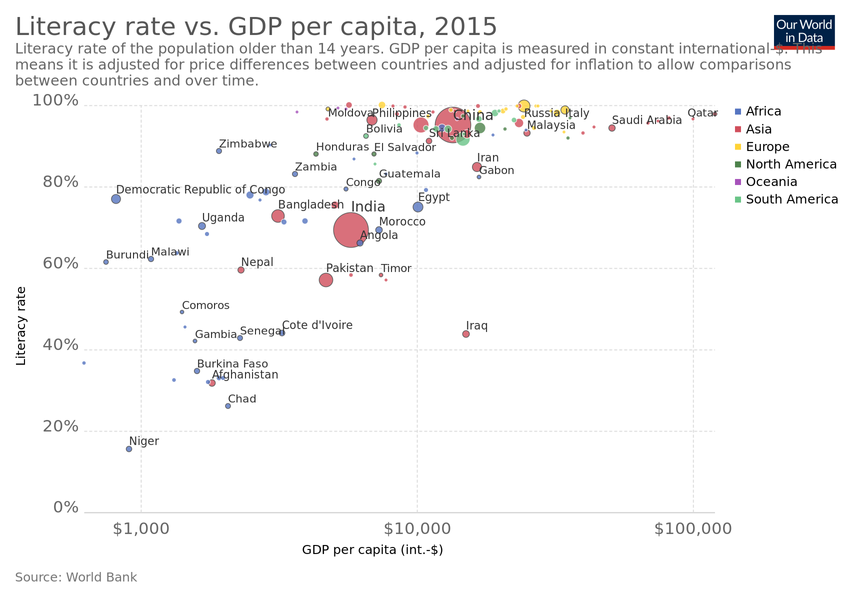 Literacy rate vs. GDP per capita, 2015
Our World
in Data
Literacy rate of the population older than 14 years. GDP per capita is measured in constant international-$. This
means it is adjusted for price differences between countries and adjusted for inflation to allow comparisons
between countries and over time.
100%
Moldova
Philippines
China
Russia
Italy
Qatar
Saudi Arabia
Malaysia
Bolivia
Sri Lanka
Zimbabwe
Honduras
El Salvador
Iran
Gabon
Zambia
Guatemala
Congo
80%
Democratic Republic of Congo
Egypt
Bangladesh
India
Uganda
Morocco
Angola
Burundi
Malawi
60%
Nepal
Pakistan
Timor
Comoros
Cote d'Ivoire
Gambia
Senegal
Iraq
40%
Burkina Faso
Afghanistan
Chad
20%
Niger
0%
Literacy rate
$1,000
$10,000
$100,000
GDP per capita (int.-$)
Africa
Asia
Europe
North America
Oceania
South America
Source: World Bank